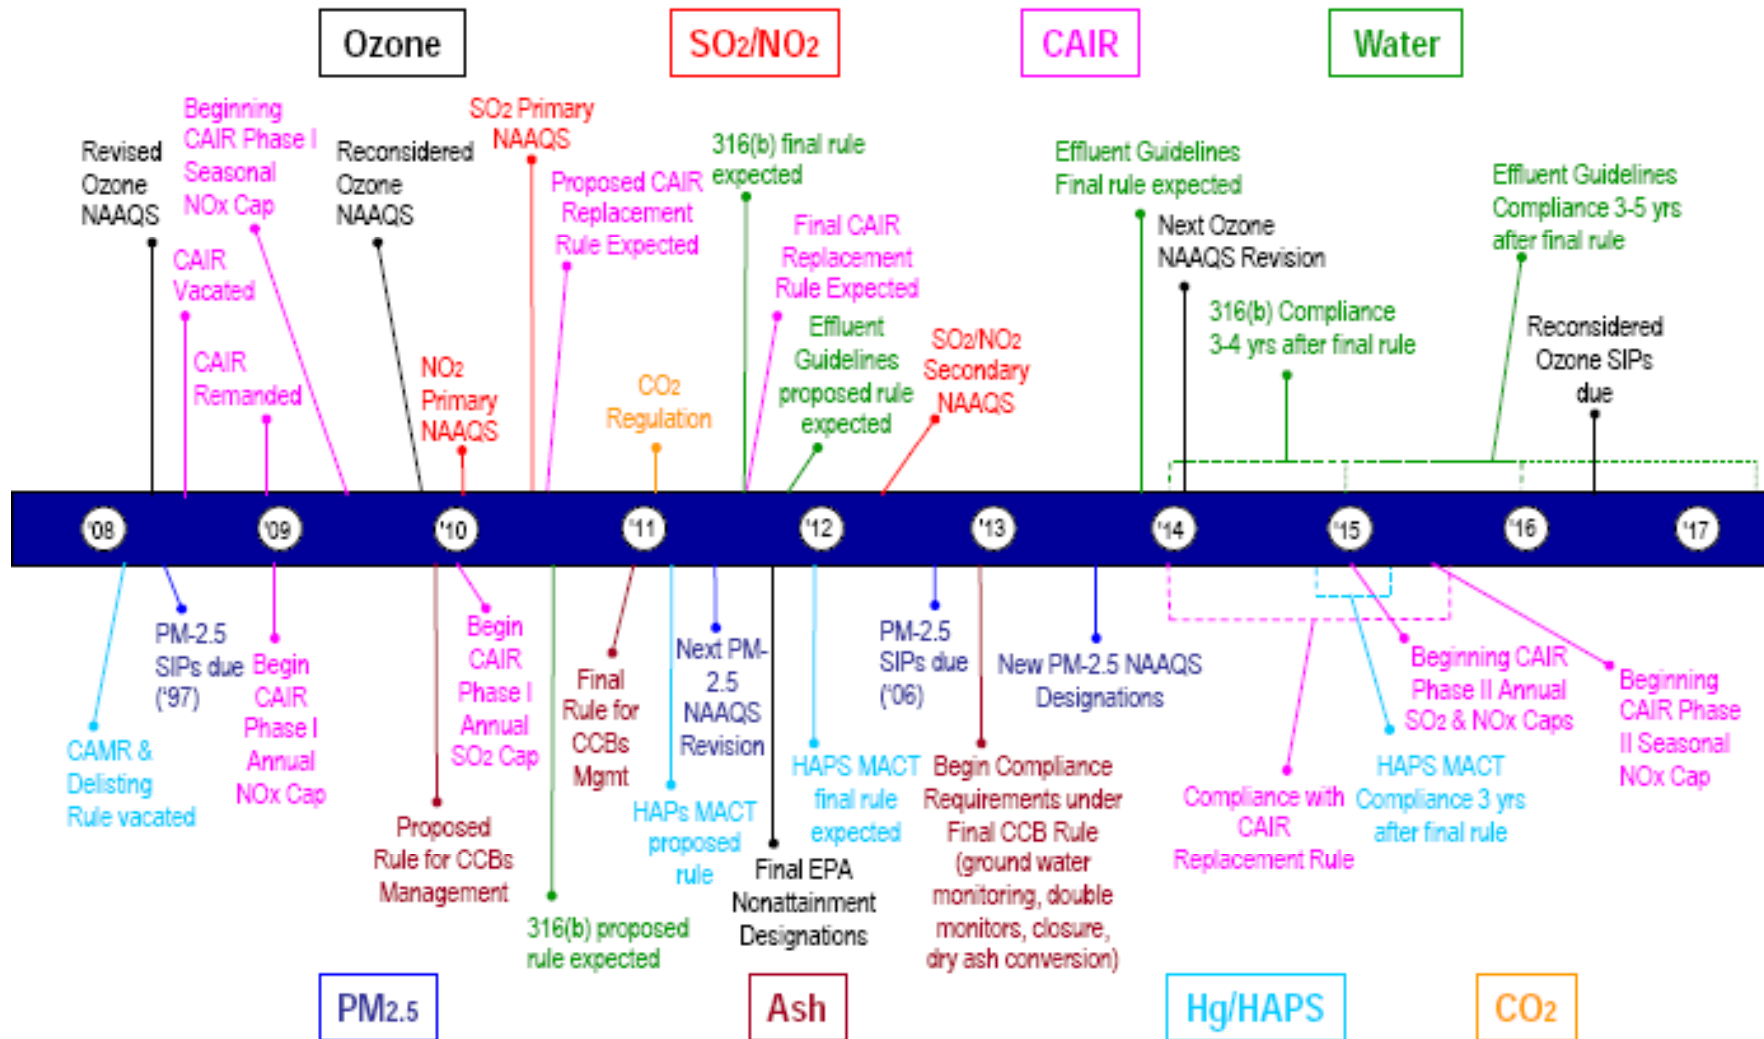 Ozone
SO2/NO2
CAIR
Water
Beginning
CAIR Phase I
Seasonal
NOx Cap
Revised
Ozone
NAAQS
CAIR
Vacated
CAIR
Remanded
Reconsidered
Ozone
NAAQS
NO2
Primary
NAAQS
SO2 Primary
NAAQS
Proposed CAIR
Replacement
Rule Expected
CO2
Regulation
316(b) final rule
expected
Final CAIR
Replacement
Rule Expected
Effluent
Guidelines
proposed rule
expected
SO2/NO2
Secondary
NAAQS
Effluent Guidelines
Final rule expected
Next Ozone
NAAQS Revision
316(b) Compliance
3-4 yrs after final rule
Effluent Guidelines
Compliance 3-5 yrs
after final rule
Reconsidered
Ozone SIPs
due
'08
'09
'10
'11
'12
'13
'14
'15
'16
'17
CAMR &
Delisting
Rule vacated
PM-2.5
SIPs due
('97)
Begin
CAIR
Phase I
Annual
NOx Cap
Proposed
Rule for CCBs
Management
Begin
CAIR
Phase I
Annual
SO2 Cap
316(b) proposed
rule expected
Final
Rule for
CCBs
Mgmt
HAPs MACT
proposed
rule
Next PM-
2.5
NAAQS
Revision
Final EPA
Nonattainment
Designations
HAPS MACT
final rule
expected
PM-2.5
SIPs due
('06)
Begin Compliance
Requirements under
Final CCB Rule
(ground water
monitoring, double
monitors, closure,
dry ash conversion)
New PM-2.5 NAAQS
Designations
Compliance with
CAIR
Replacement Rule
HAPS MACT
Compliance 3 yrs
after final rule
Beginning CAIR
Phase II Annual
SO2 & NOx Caps
Beginning
CAIR Phase
II Seasonal
NOx Cap
PM2.5
Ash
Hg/HAPS
CO2